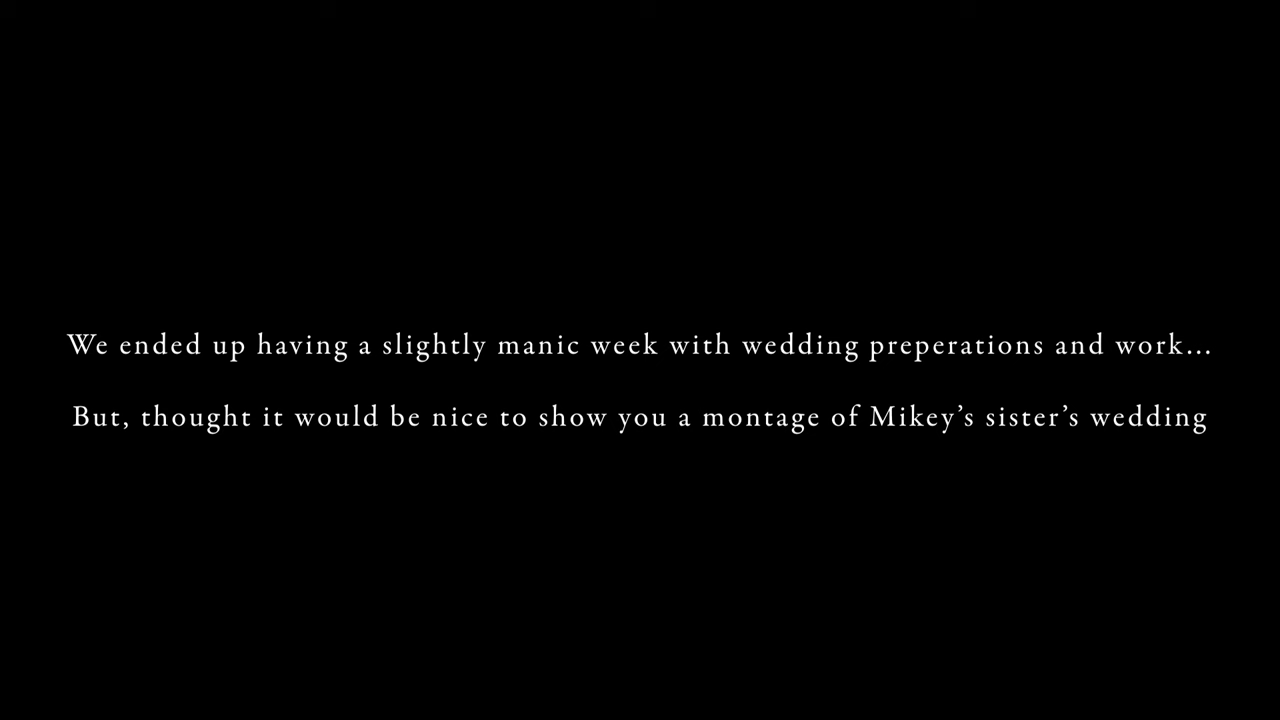 We ended up having a slightly manic week with wedding preperations and work...
But, thought it would be nice to show you a montage of Mikey’s sister’s wedding